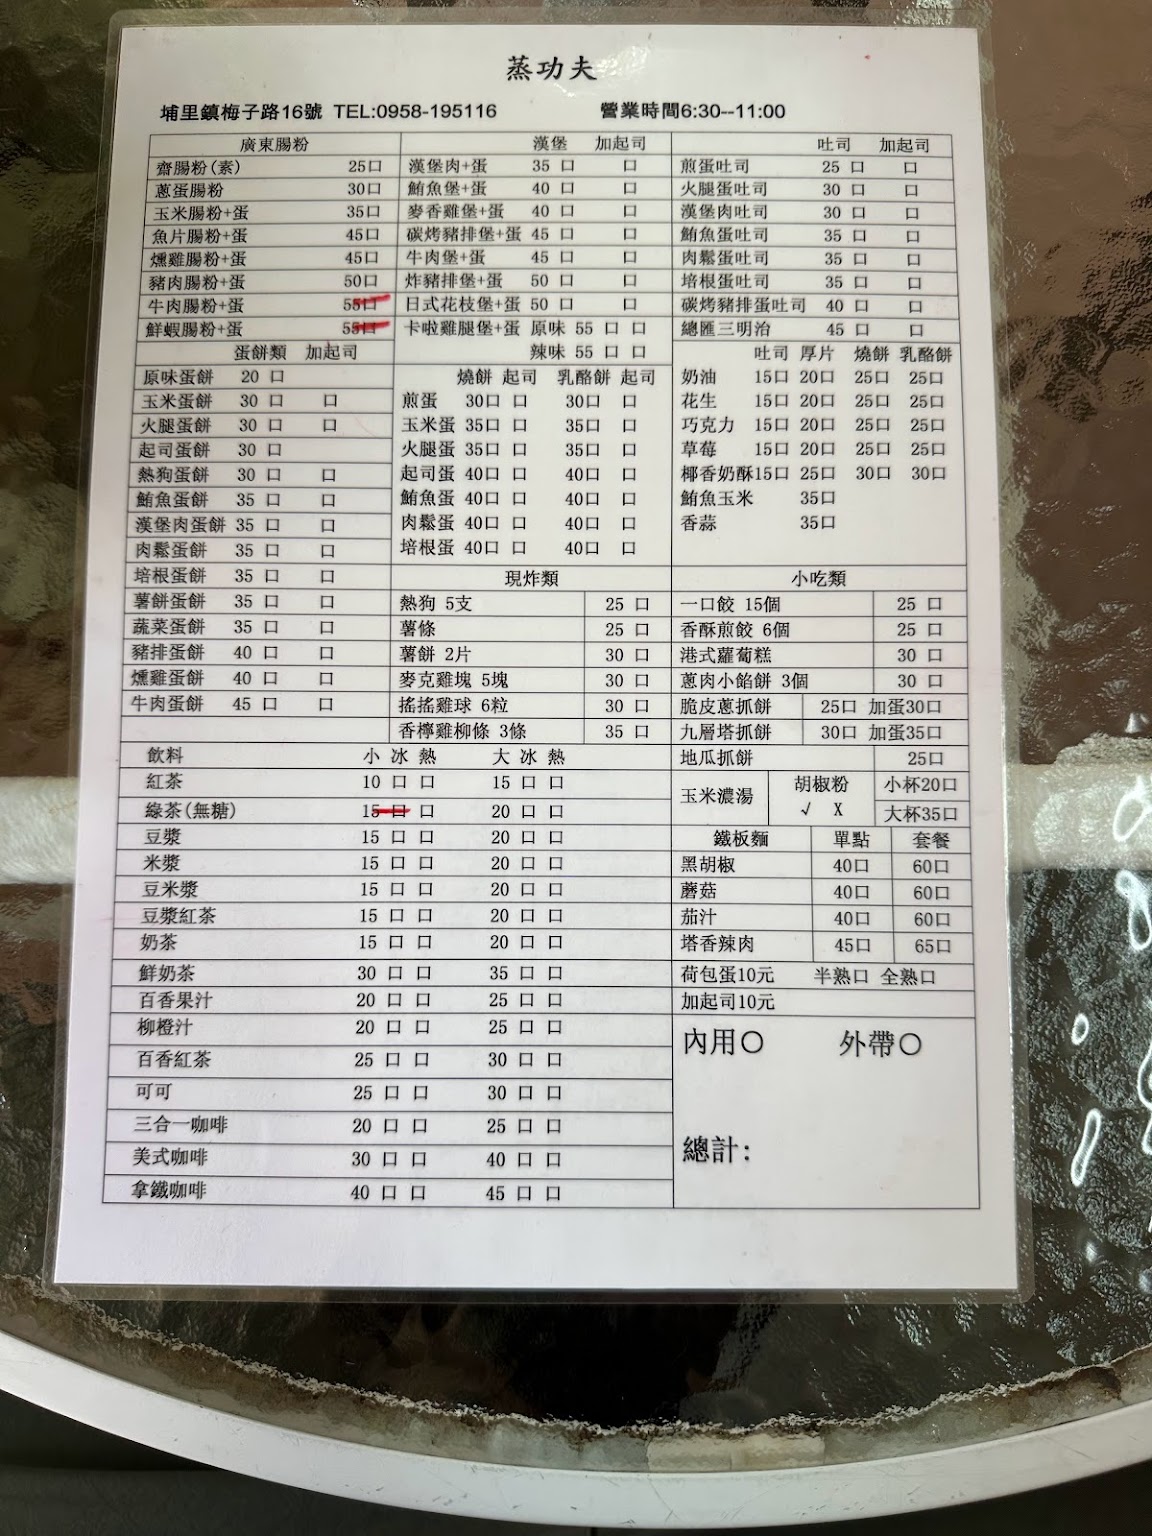 蒸功夫
埔里鎮梅子路16號 TEL:0958-195116 營業時間6:30--11:00
廣東腸粉
齋腸粉(素) 25口
蔥蛋腸粉 30口
玉米腸粉+蛋 35口
魚片腸粉+蛋 45口
燻雞腸粉+蛋 45口
豬肉腸粉+蛋 50口
牛肉腸粉+蛋 55口
鮮蝦腸粉+蛋 55口
蛋餅類 加起司
原味蛋餅 20 口
玉米蛋餅 30 口 口
火腿蛋餅 30 口 口
起司蛋餅 30 口
熱狗蛋餅 30 口 口
鮪魚蛋餅 35 口 口
漢堡肉蛋餅 35 口 口
肉鬆蛋餅 35 口 口
培根蛋餅 35 口 口
薯餅蛋餅 35 口 口
蔬菜蛋餅 35 口 口
豬排蛋餅 40 口 口
燻雞蛋餅 40 口 口
牛肉蛋餅 45 口 口
漢堡 加起司
漢堡肉+蛋 35 口 口
鮪魚堡+蛋 40 口 口
麥香雞堡+蛋 40 口 口
碳烤豬排堡+蛋 45 口 口
牛肉堡+蛋 45 口 口
炸豬排堡+蛋 50 口 口
日式花枝堡+蛋 50 口 口
卡啦雞腿堡+蛋 原味 55 口 口
辣味 55 口 口
燒餅 起司 乳酪餅 起司
煎蛋 30口 口 30口 口
玉米蛋 35口 口 35口 口
火腿蛋 35口 口 35口 口
起司蛋 40口 口 40口 口
鮪魚蛋 40口 口 40口 口
肉鬆蛋 40口 口 40口 口
培根蛋 40口 口 40口 口
現炸類
熱狗 5支 25 口
薯條 25 口
薯餅 2片 30 口
麥克雞塊 5塊 30 口
搖搖雞球 6粒 30 口
香檸雞柳條 3條 35 口
吐司 加起司
煎蛋吐司 25 口 口
火腿蛋吐司 30 口 口
漢堡肉吐司 30 口 口
鮪魚蛋吐司 35 口 口
肉鬆蛋吐司 35 口 口
培根蛋吐司 35 口 口
碳烤豬排蛋吐司 40 口 口
總匯三明治 45 口 口
吐司 厚片 燒餅 乳酪餅
奶油 15口 20口 25口 25口
花生 15口 20口 25口 25口
巧克力 15口 20口 25口 25口
草莓 15口 20口 25口 25口
椰香奶酥15口 25口 30口 30口
鮪魚玉米 35口
香蒜 35口
小吃類
一口餃 15個 25 口
香酥煎餃 6個 25 口
港式蘿蔔糕 30 口
蔥肉小餡餅 3個 30 口
脆皮蔥抓餅 25口 加蛋30口
九層塔抓餅 30口 加蛋35口
地瓜抓餅 25口
玉米濃湯 胡椒粉 小杯20口
√ X 大杯35口
鐵板麵 單點 套餐
黑胡椒 40口 60口
蘑菇 40口 60口
茄汁 40口 60口
塔香辣肉 45口 65口
荷包蛋10元 半熟口 全熟口
加起司10元
內用〇 外帶〇
總計:
飲料 小 冰 熱 大 冰 熱
紅茶 10 口 口 15 口 口
綠茶(無糖) 15 口 口 20 口 口
豆漿 15 口 口 20 口 口
米漿 15 口 口 20 口 口
豆米漿 15 口 口 20 口 口
豆漿紅茶 15 口 口 20 口 口
奶茶 15 口 口 20 口 口
鮮奶茶 30 口 口 35 口 口
百香果汁 20 口 口 25 口 口
柳橙汁 20 口 口 25 口 口
百香紅茶 25 口 口 30 口 口
可可 25 口 口 30 口 口
三合一咖啡 20 口 口 25 口 口
美式咖啡 30 口 口 40 口 口
拿鐵咖啡 40 口 口 45 口 口